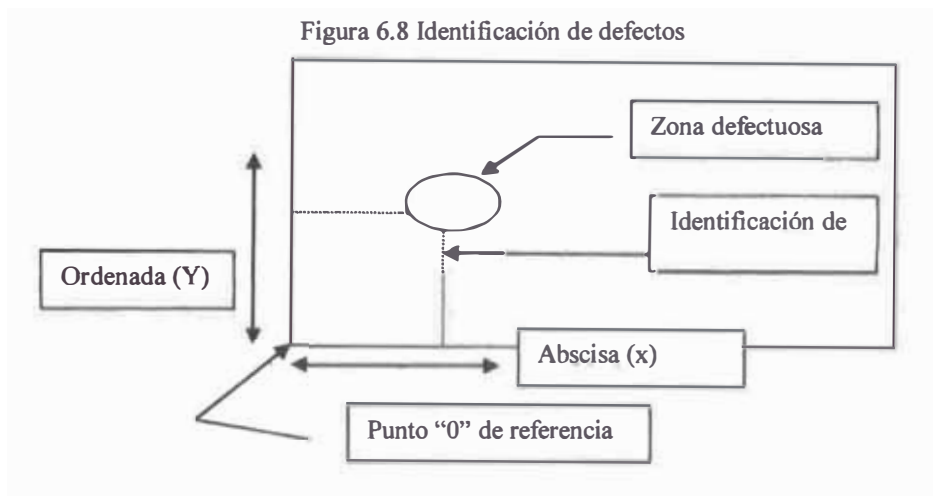 Figura 6.8 Identificación de defectos
Zona defectuosa
Identificación de
Ordenada (Y)
Abscisa (x)
Punto “0” de referencia